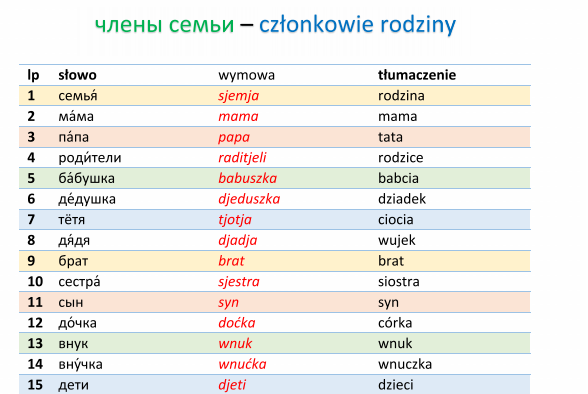 члены семьи – członkowie rodziny
lp słowo wymowa tłumaczenie
1 семья́ sjemja rodzina
2 ма́ма mama mama
3 па́па papa tata
4 роди́тели raditjeli rodzice
5 ба́бушка babuszka babcia
6 де́душка djeduszka dziadek
7 тётя tjotja ciocia
8 дя́дя djadja wujek
9 брат brat brat
10 сестра́ sjestra siostra
11 сын syn syn
12 до́чка doćka córka
13 внук wnuk wnuk
14 вну́чка wnućka wnuczka
15 дети djeti dzieci